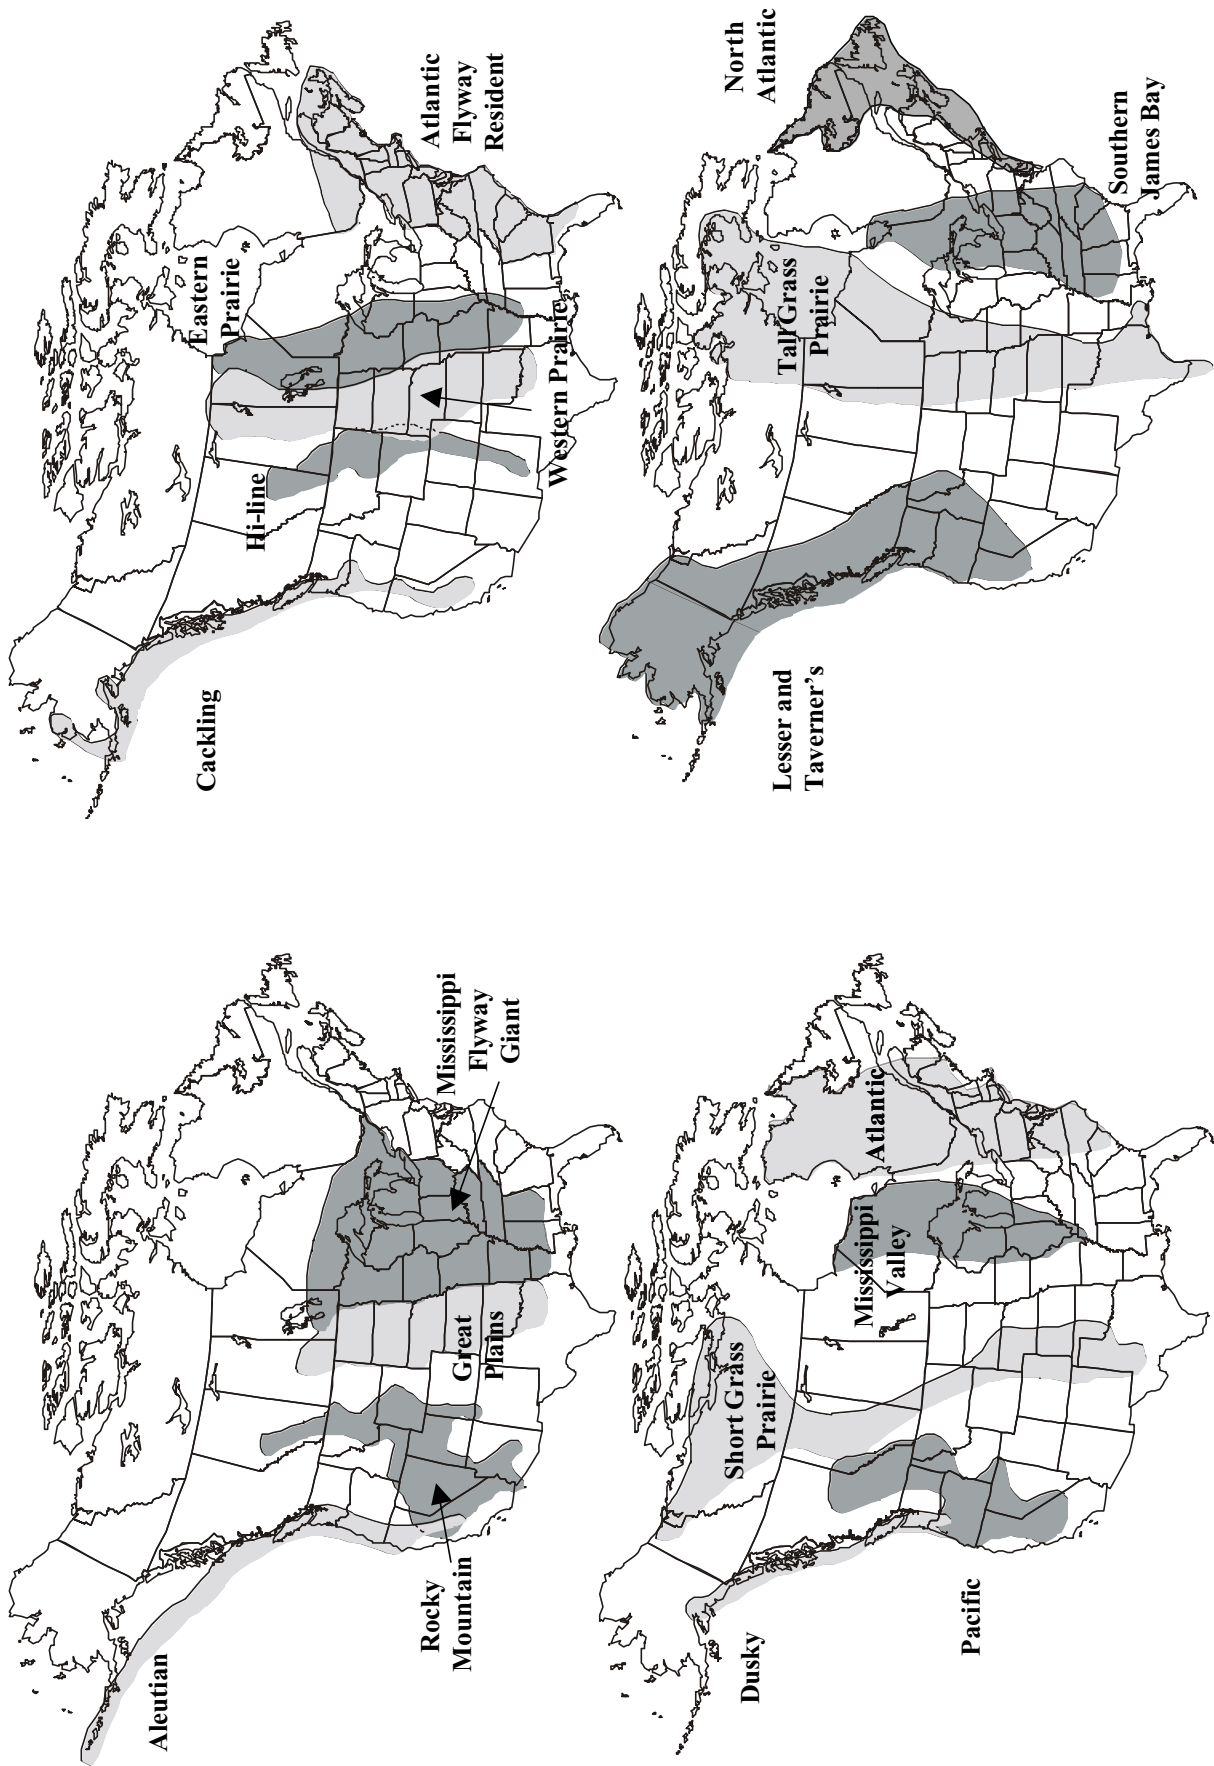 Aleutian
Rocky
Mountain
Great
Plains
Mississippi
Flyway
Giant
Cackling
Hi-line
Eastern
Prairie
Western Prairie
Atlantic
Flyway
Resident
Dusky
Pacific
Short Grass
Prairie
Mississippi
Valley
Atlantic
Lesser and
Taverner's
Tall Grass
Prairie
North
Atlantic
Southern
James Bay